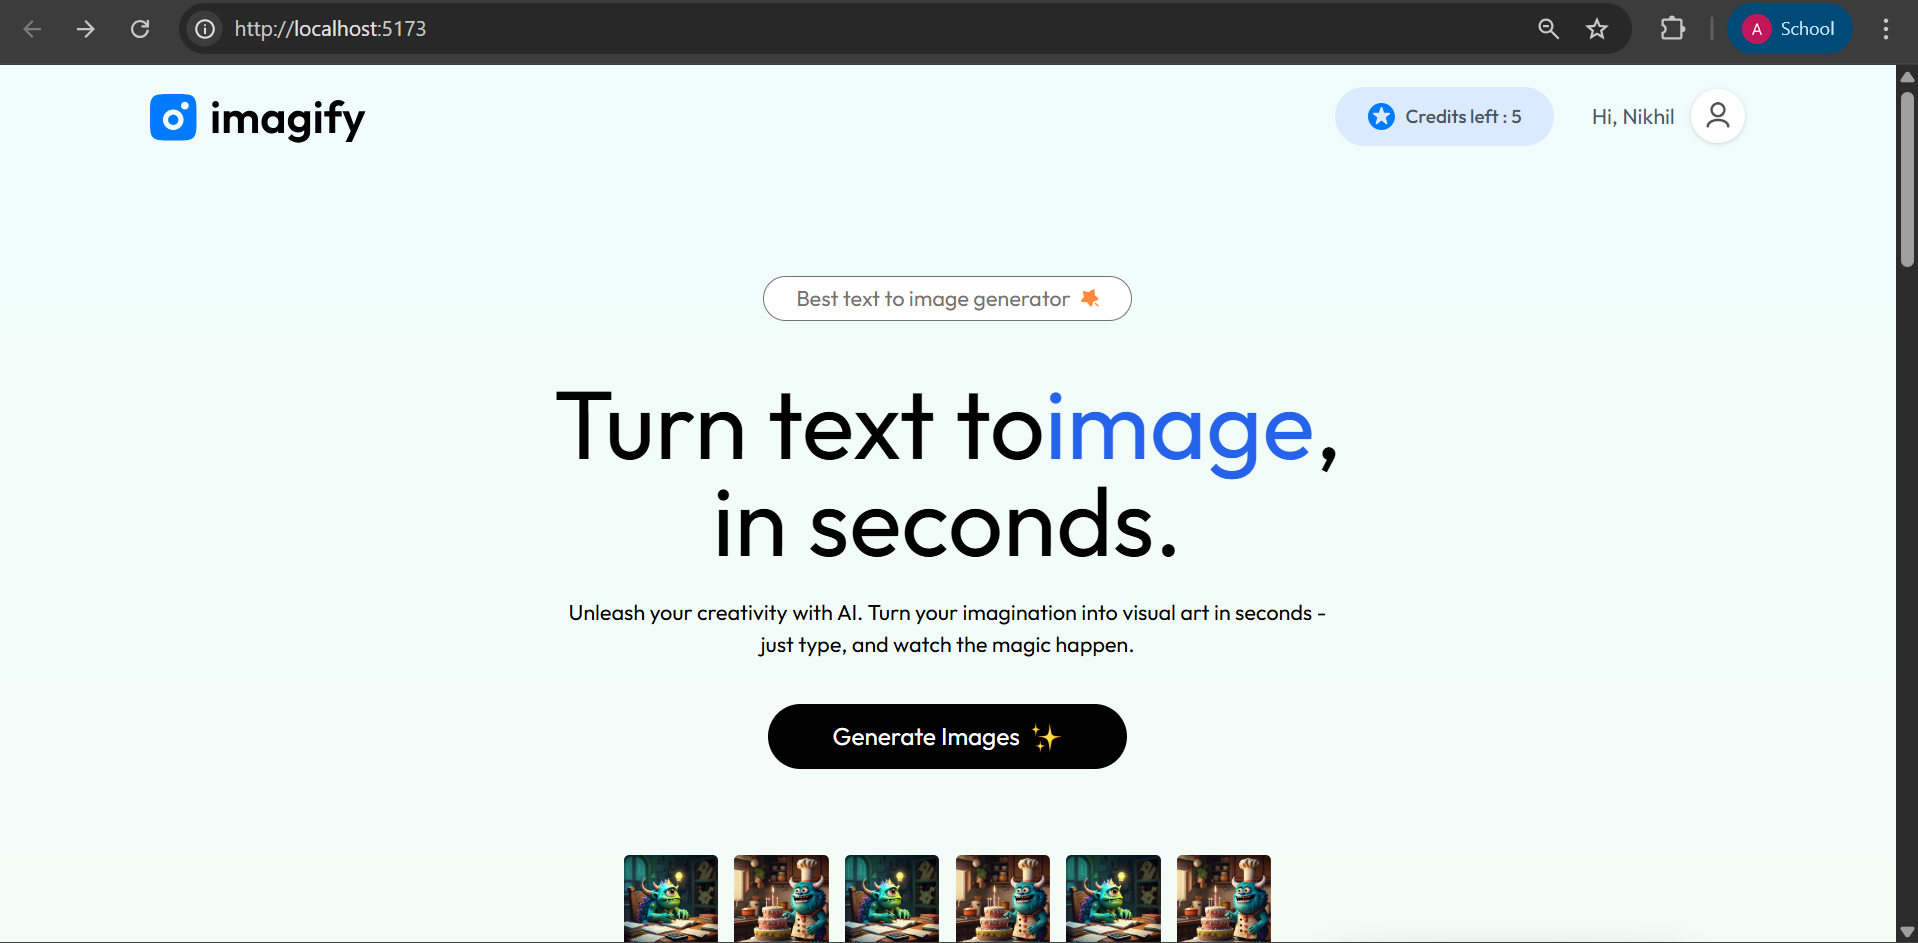 http://localhost:5173
A School
imagify
Credits left : 5
Hi, Nikhil
Best text to image generator
Turn text toimage,
in seconds.
Unleash your creativity with AI. Turn your imagination into visual art in seconds -
just type, and watch the magic happen.
Generate Images